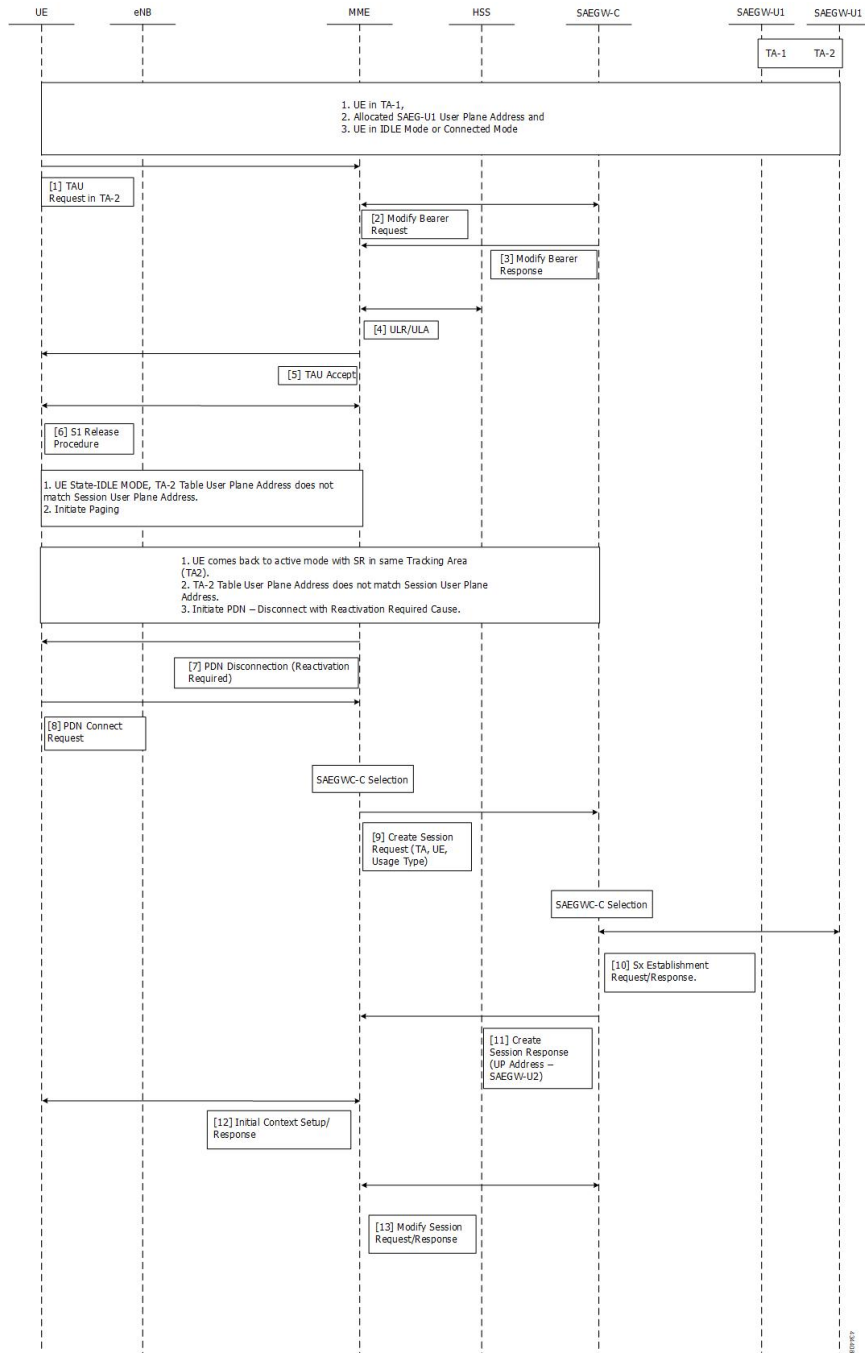 UE
eNB
MME
HSS
SAEGW-C
SAEGW-U1
SAEGW-U1
TA-1
TA-2
1. UE in TA-1,
2. Allocated SAEG-U1 User Plane Address and
3. UE in IDLE Mode or Connected Mode
[1] TAU
Request in TA-2
[2] Modify Bearer
Request
[3] Modify Bearer
Response
[4] ULR/ULA
[5] TAU Accept
[6] S1 Release
Procedure
1. UE State-IDLE MODE, TA-2 Table User Plane Address does not
match Session User Plane Address.
2. Initiate Paging
1. UE comes back to active mode with SR in same Tracking Area
(TA2).
2. TA-2 Table User Plane Address does not match Session User Plane
Address.
3. Initiate PDN – Disconnect with Reactivation Required Cause.
[7] PDN Disconnection (Reactivation
Required)
[8] PDN Connect
Request
SAEGWC-C Selection
[9] Create Session
Request (TA, UE,
Usage Type)
SAEGWC-C Selection
[10] Sx Establishment
Request/Response.
[11] Create
Session Response
(UP Address –
SAEGW-U2)
[12] Initial Context Setup/
Response
[13] Modify Session
Request/Response